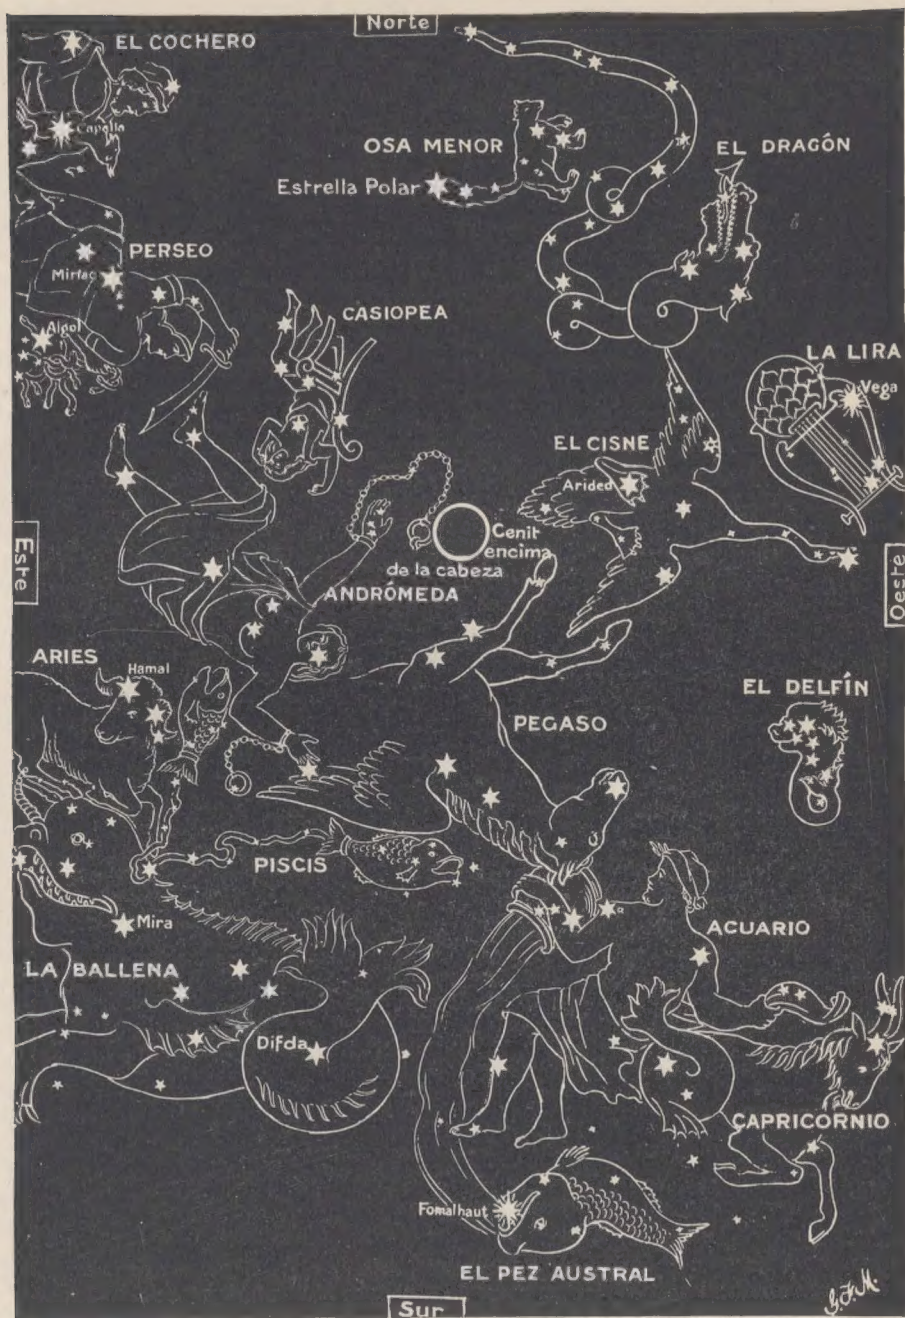 Norte
EL COCHERO
Capella
OSA MENOR
EL DRAGÓN
Estrella Polar
PERSEO
Mirfac
CASIOPEA
Algol
LA LIRA
Vega
EL CISNE
Arided
Este
Cenit
encima
de la cabeza
Oeste
ANDRÓMEDA
ARIES
Hamal
EL DELFÍN
PEGASO
PISCIS
Mira
ACUARIO
LA BALLENA
Difda
CAPRICORNIO
Fomalhaut
EL PEZ AUSTRAL
G.F.M.
Sur